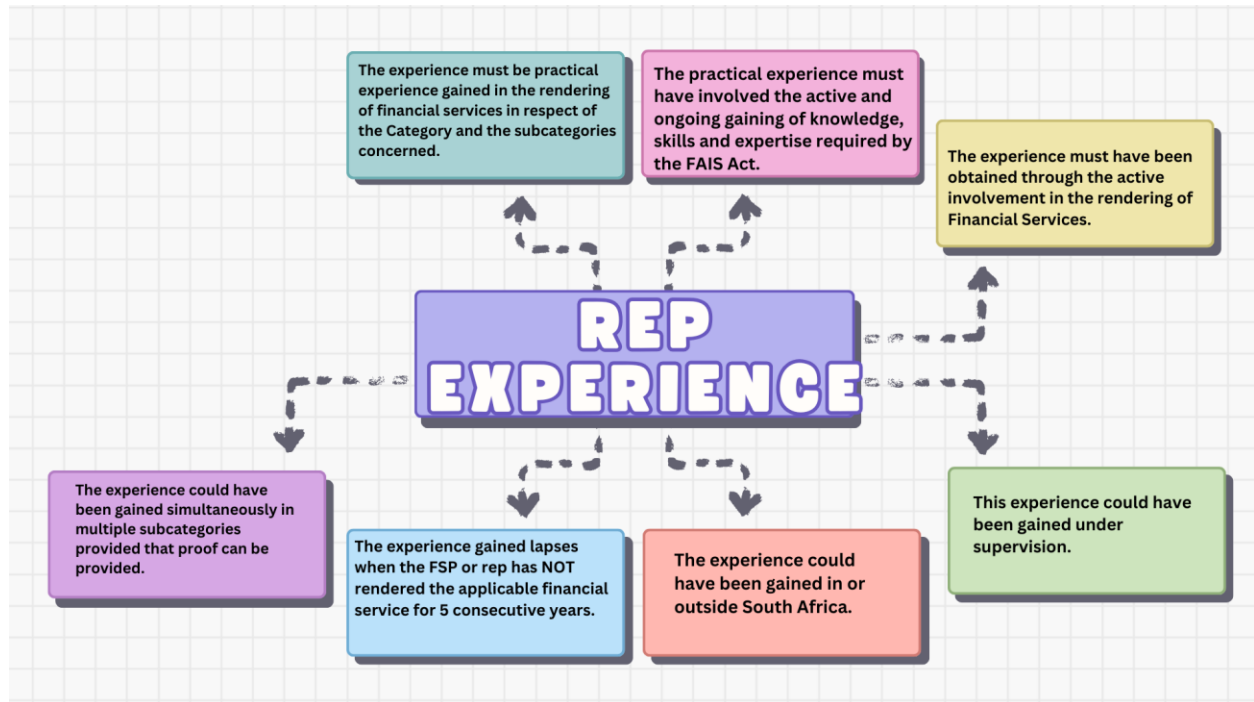 The experience must be practical
experience gained in the rendering
of financial services in respect of
the Category and the subcategories
concerned.
The practical experience must
have involved the active and
ongoing gaining of knowledge,
skills and expertise required by
the FAIS Act.
The experience must have been
obtained through the active
involvement in the rendering of
Financial Services.
REP
EXPERIENCE
The experience could have
been gained simultaneously in
multiple subcategories
provided that proof can be
provided.
The experience gained lapses
when the FSP or rep has NOT
rendered the applicable financial
service for 5 consecutive years.
The experience could
have been gained in or
outside South Africa.
This experience could have
been gained under
supervision.